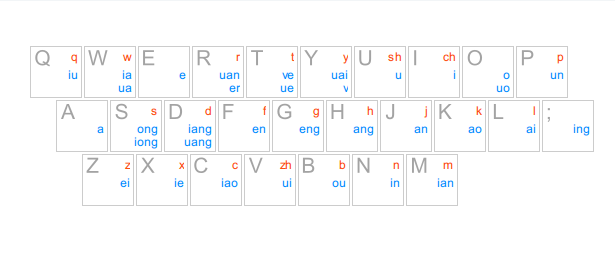 Q q W w E R r T t Y y U sh I ch O P p
iu ia e uan ve uai u i o un
ua er ue v uo
A S s D d F f G g H h J j K k L l ;
a ong iang en eng ang an ao ai ing
iong uang
Z z X x C c V zh B b N n M m
ei ie iao ui ou in ian